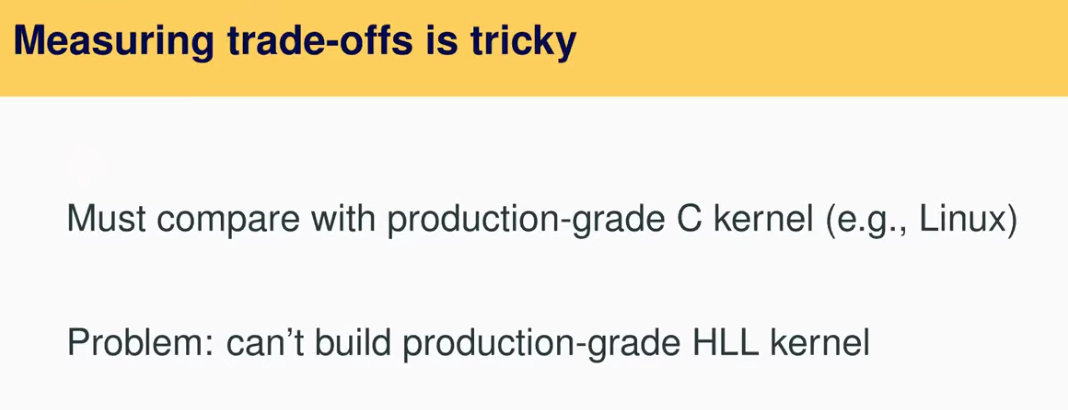 Measuring trade-offs is tricky
Must compare with production-grade C kernel (e.g., Linux)
Problem: can’t build production-grade HLL kernel